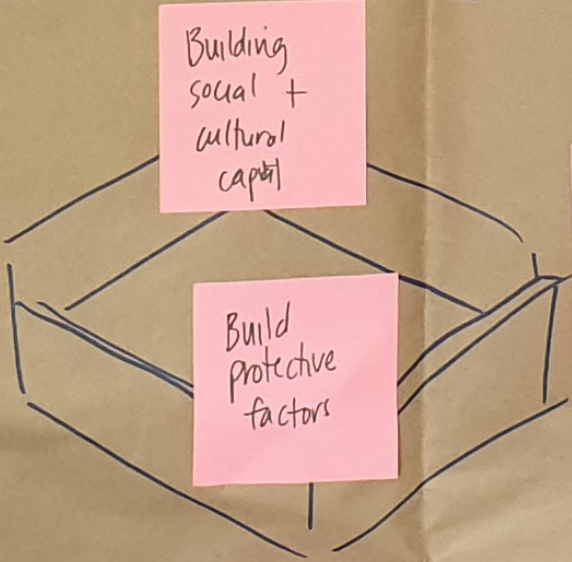 Building
social +
cultural
capital
Build
protective
factors